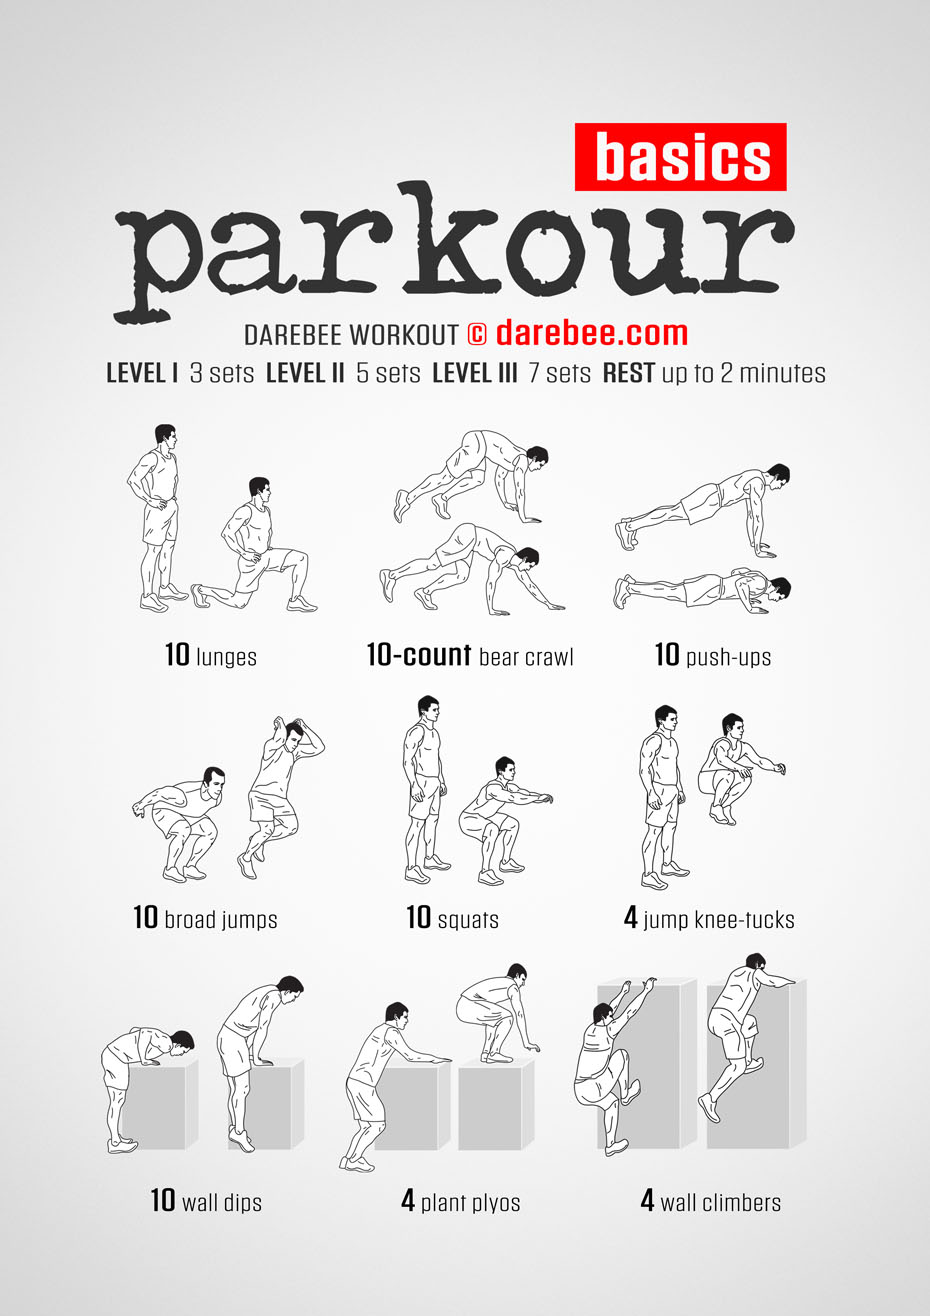 basics
parkour
DAREBEE WORKOUT © darebee.com
LEVEL I 3 sets LEVEL II 5 sets LEVEL III 7 sets REST up to 2 minutes
10 lunges
10-count bear crawl
10 push-ups
10 broad jumps
10 squats
4 jump knee-tucks
10 wall dips
4 plant plyos
4 wall climbers